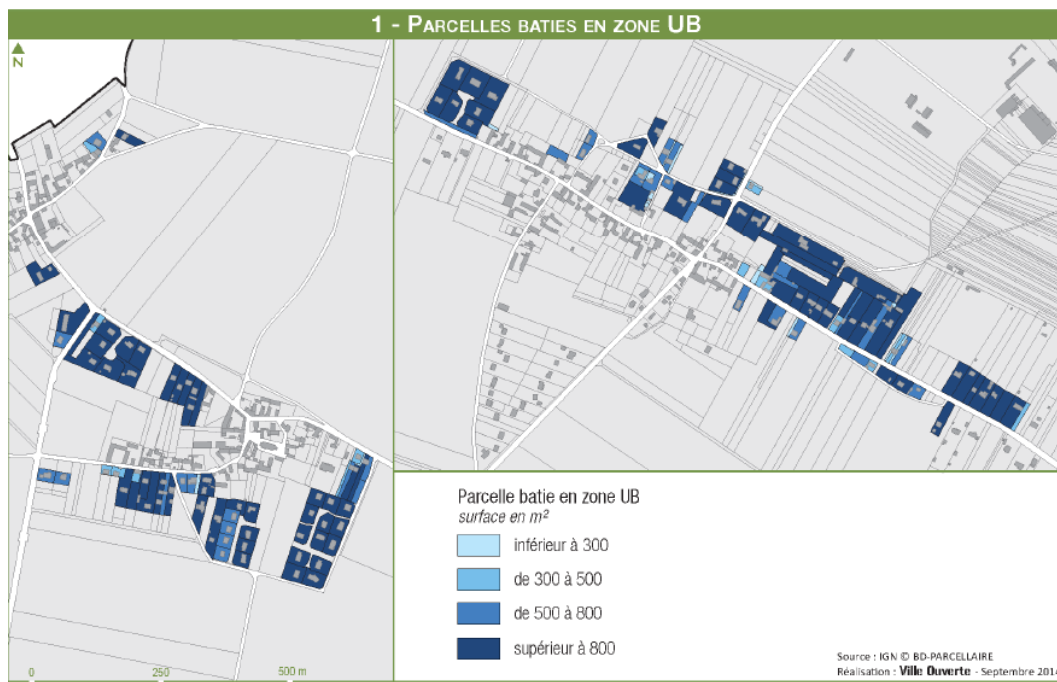 1 - PARCELLES BATIES EN ZONE UB
N
Parcelle batie en zone UB
surface en m²
inférieur à 300
de 300 à 500
de 500 à 800
supérieur à 800
0 250 500 m
Source : IGN © BD-PARCELLAIRE
Réalisation : Ville Ouverte - Septembre 2014